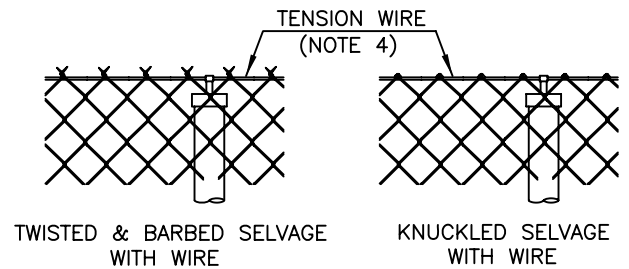 TENSION WIRE
(NOTE 4)
TWISTED & BARBED SELVAGE
WITH WIRE
KNUCKLED SELVAGE
WITH WIRE